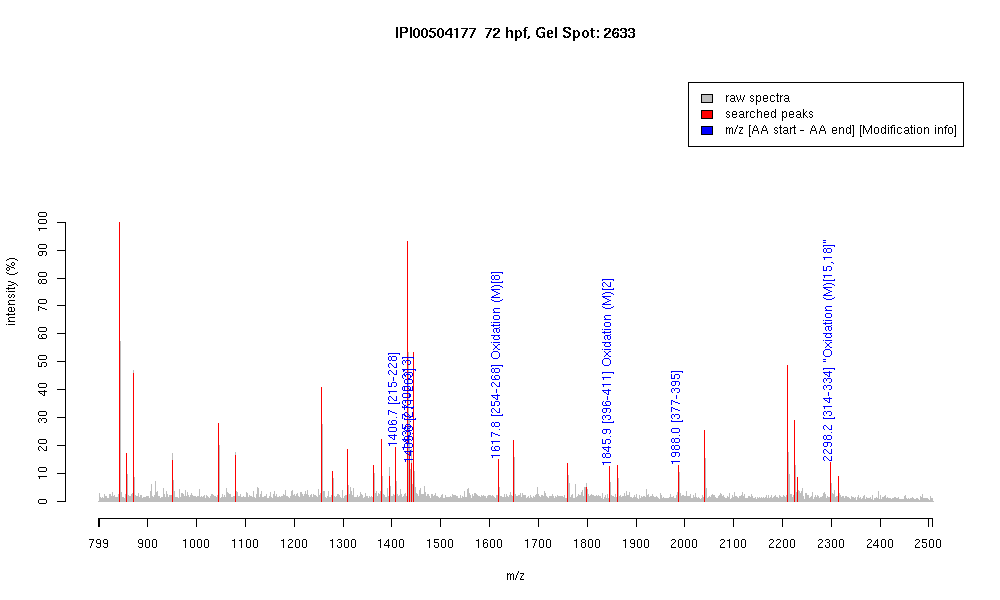 IPI00504177 72 hpf, Gel Spot: 2633
raw spectra
searched peaks
m/z [AA start - AA end] [Modification info]
intensity (%)
100
90
80
70
60
50
40
30
20
10
0
1406.7 [215-228]
1617.8 [254-268] Oxidation (M)[8]
1845.9 [396-411] Oxidation (M)[2]
1988.0 [377-395]
2298.2 [314-334] "Oxidation (M)[15,18]"
799 900 1000 1100 1200 1300 1400 1500 1600 1700 1800 1900 2000 2100 2200 2300 2400 2500
m/z